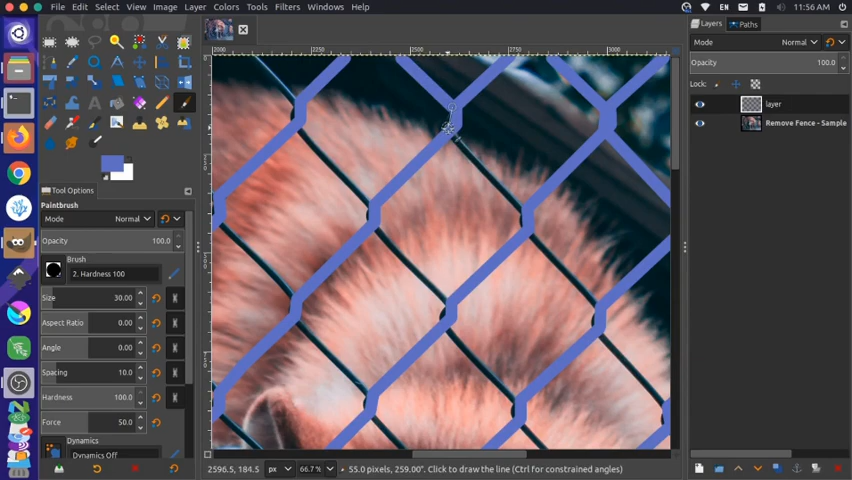 File Edit Select View Image Layer Colors Tools Filters Windows Help
11:56 AM
2000 2250 2500 2750 3000
Layers Paths
Mode Normal
Opacity 100.0
Lock:
layer
Remove Fence - Sample
Tool Options
Paintbrush
Mode Normal
Opacity 100.0
Brush
2. Hardness 100
Size 30.00
Aspect Ratio 0.00
Angle 0.00
Spacing 10.0
Hardness 100.0
Force 50.0
Dynamics
Dynamics Off
2596.5, 184.5 px 66.7 % 55.0 pixels, 259.00°. Click to draw the line (Ctrl for constrained angles)